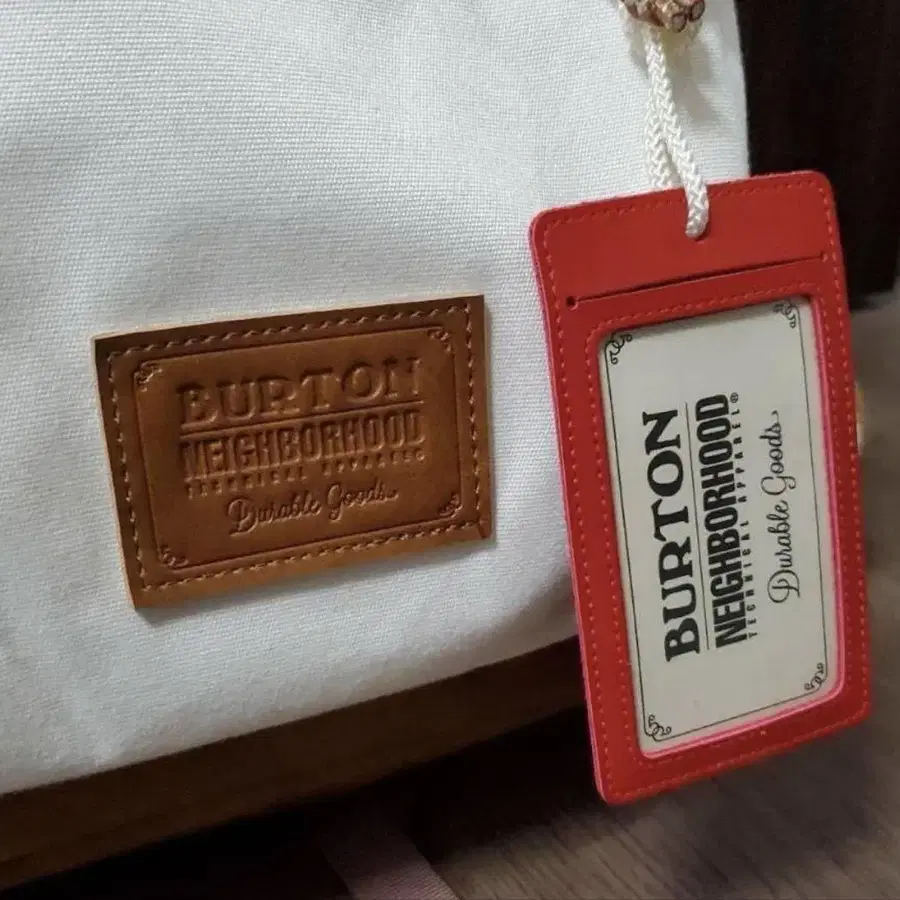 BURTON
NEIGHBORHOOD
TECHNICAL APPAREL®
Durable Goods
BURTON
NEIGHBORHOOD
TECHNICAL APPAREL®
Durable Goods